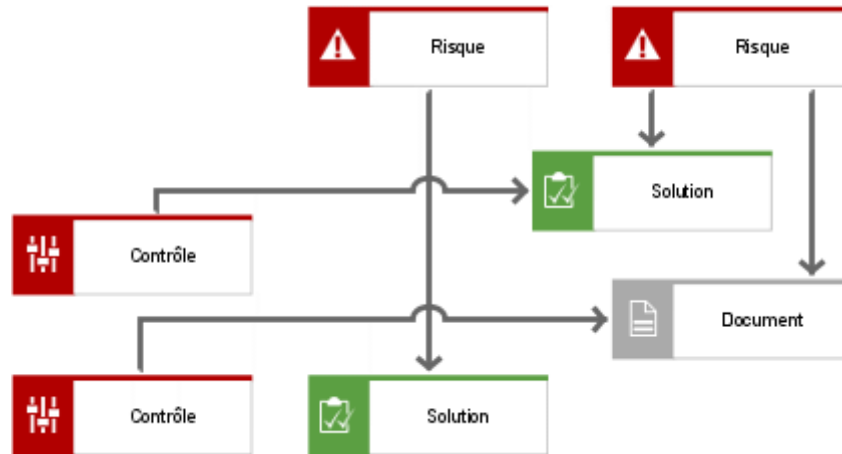 Risque
Risque
Solution
Contrôle
Document
Contrôle
Solution